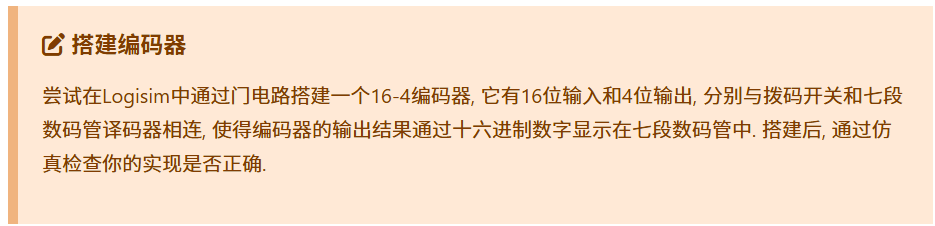 搭建编码器
尝试在Logisim中通过门电路搭建一个16-4编码器, 它有16位输入和4位输出, 分别与拨码开关和七段
数码管译码器相连, 使得编码器的输出结果通过十六进制数字显示在七段数码管中. 搭建后, 通过仿
真检查你的实现是否正确.